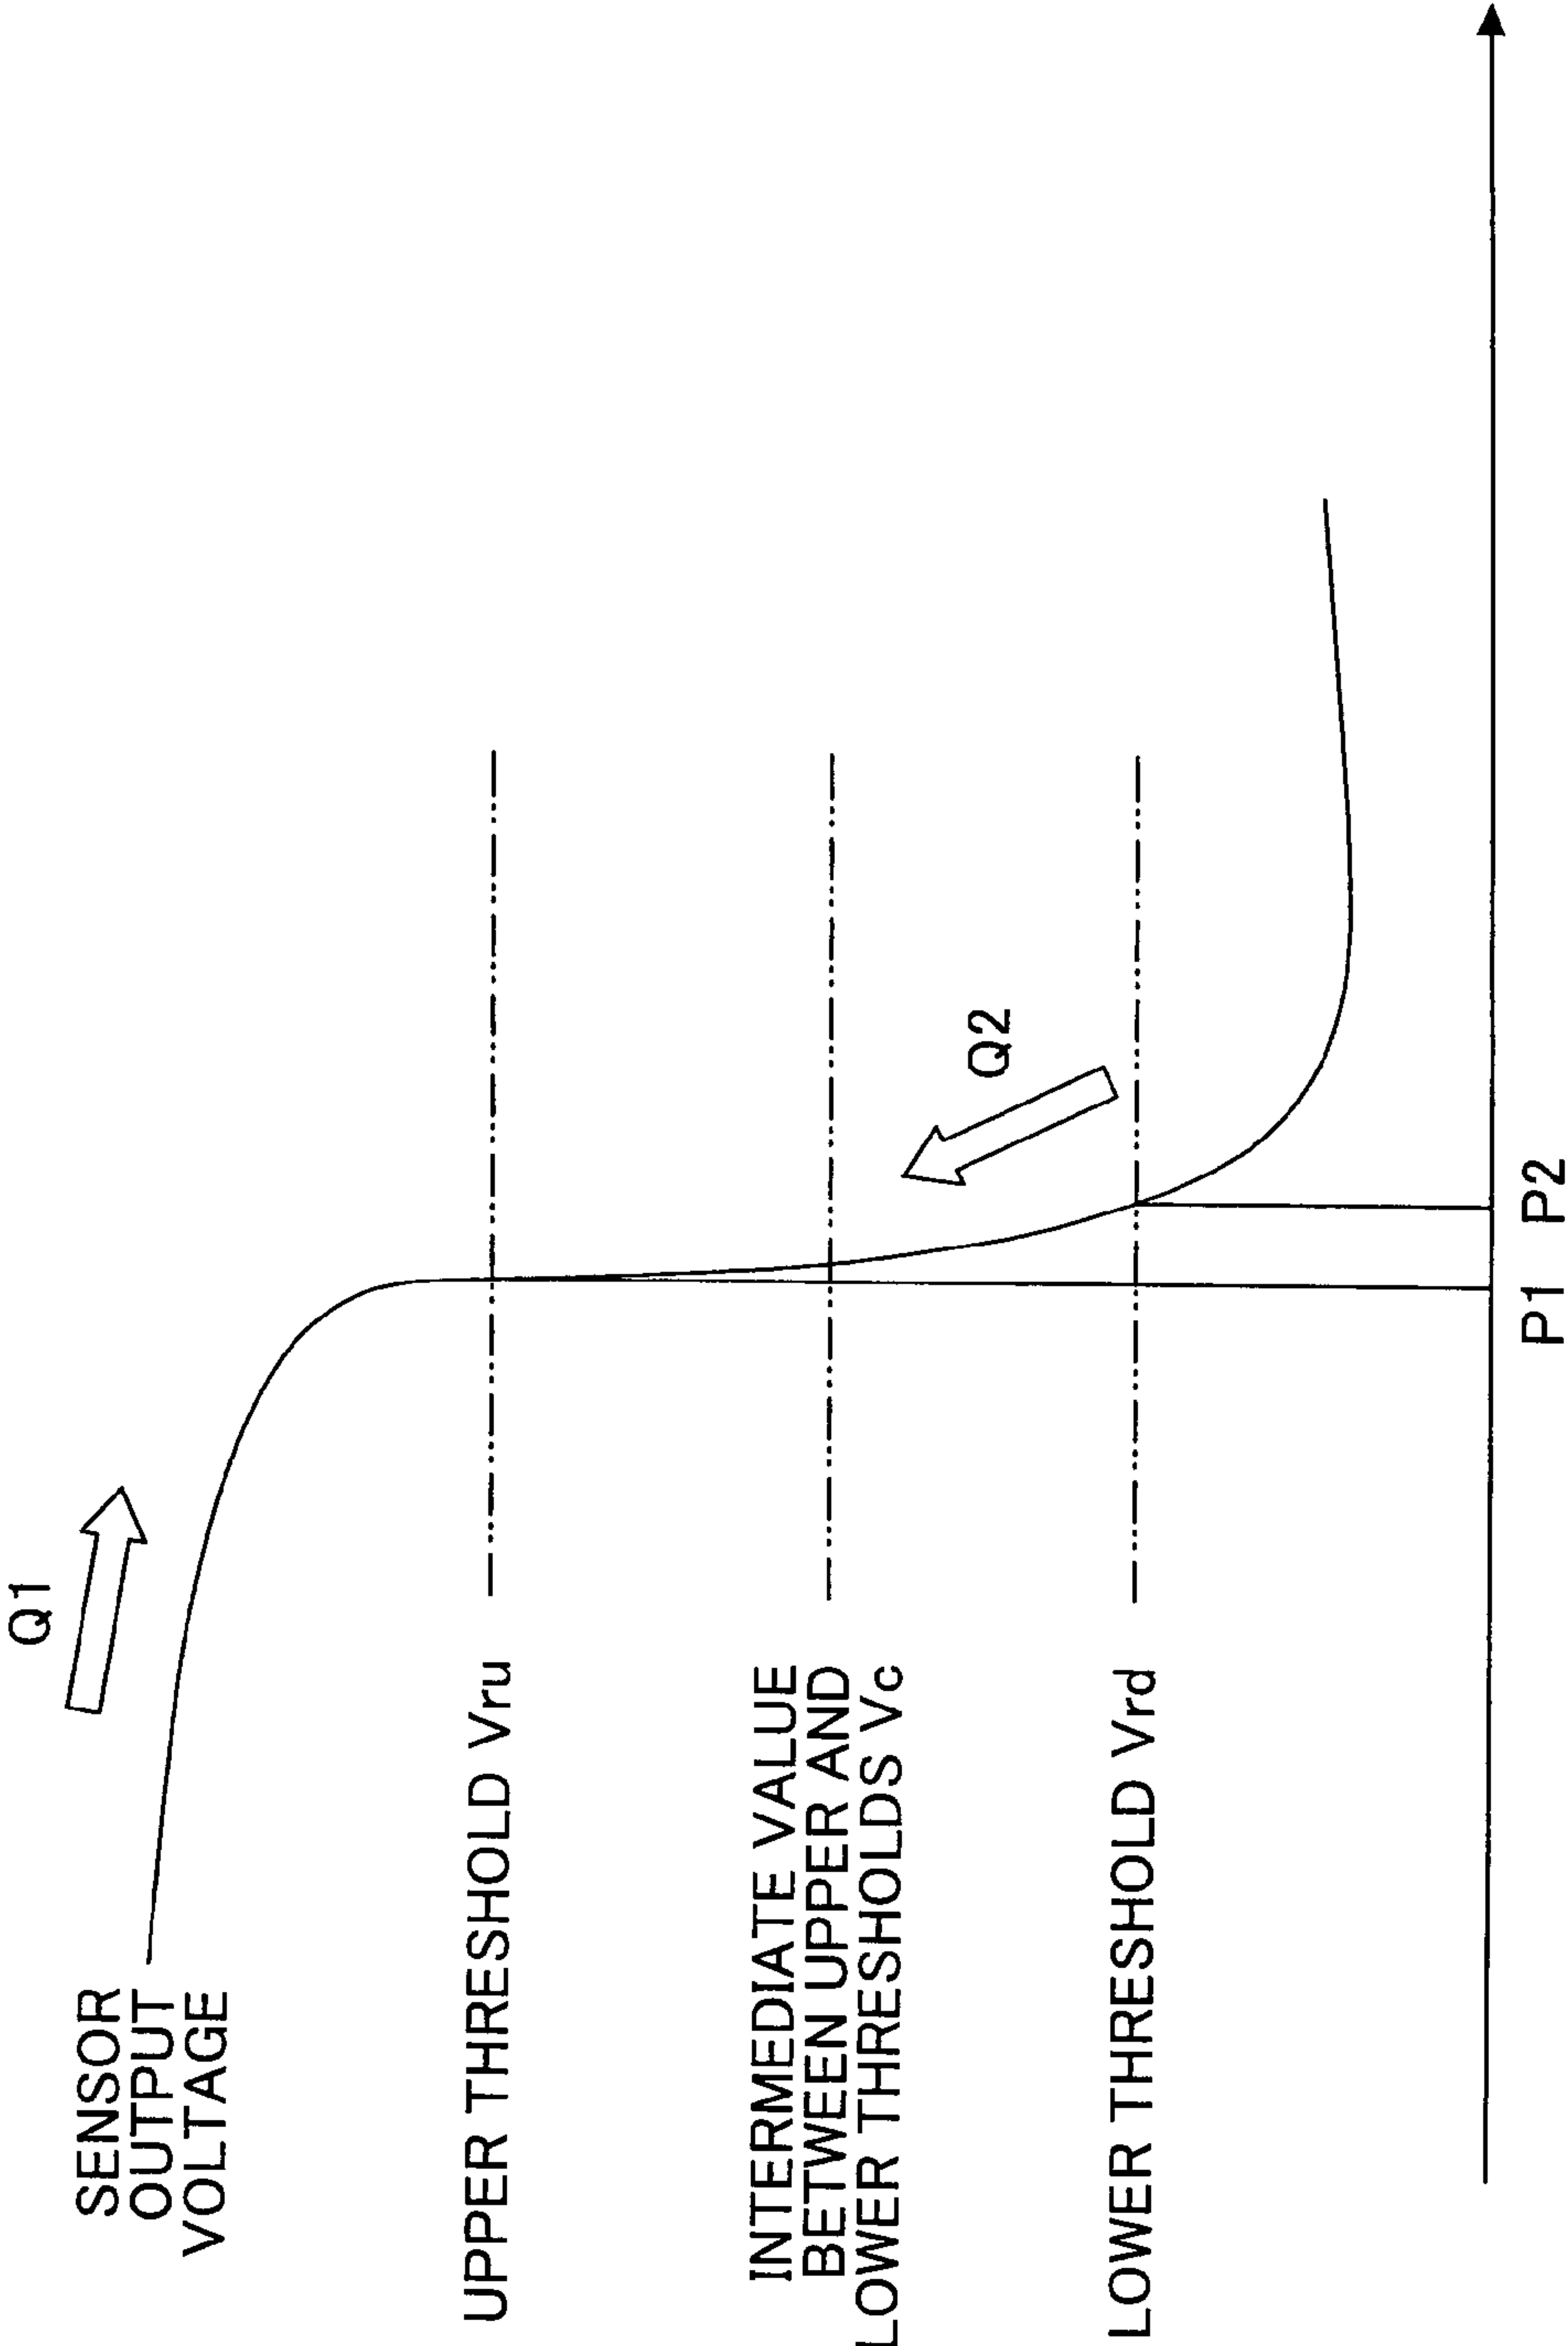 Q1
SENSOR
OUTPUT
VOLTAGE
UPPER THRESHOLD Vru
INTERMEDIATE VALUE
BETWEEN UPPER AND
LOWER THRESHOLDS Vc
Q2
LOWER THRESHOLD Vrd
P1 P2